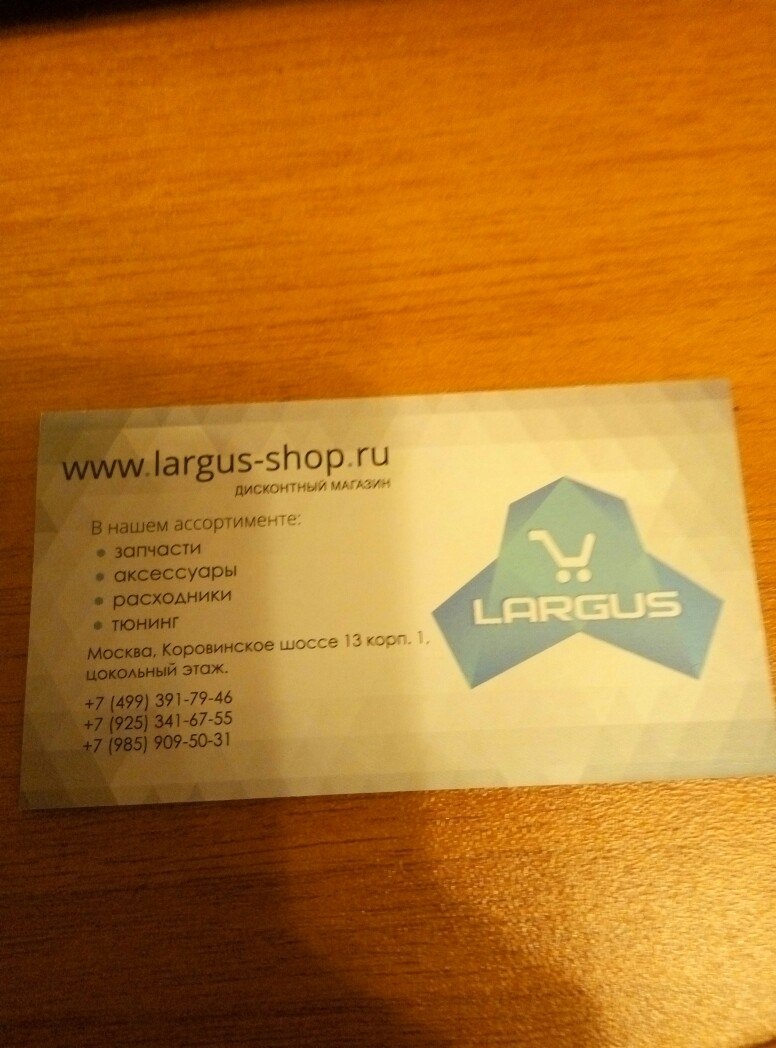 www.largus-shop.ru
ДИСКОНТНЫЙ МАГАЗИН
В нашем ассортименте:
• запчасти
• аксессуары
• расходники
• тюнинг
Москва, Коровинское шоссе 13 корп. 1,
цокольный этаж.
+7 (499) 391-79-46
+7 (925) 341-67-55
+7 (985) 909-50-31
LARGUS